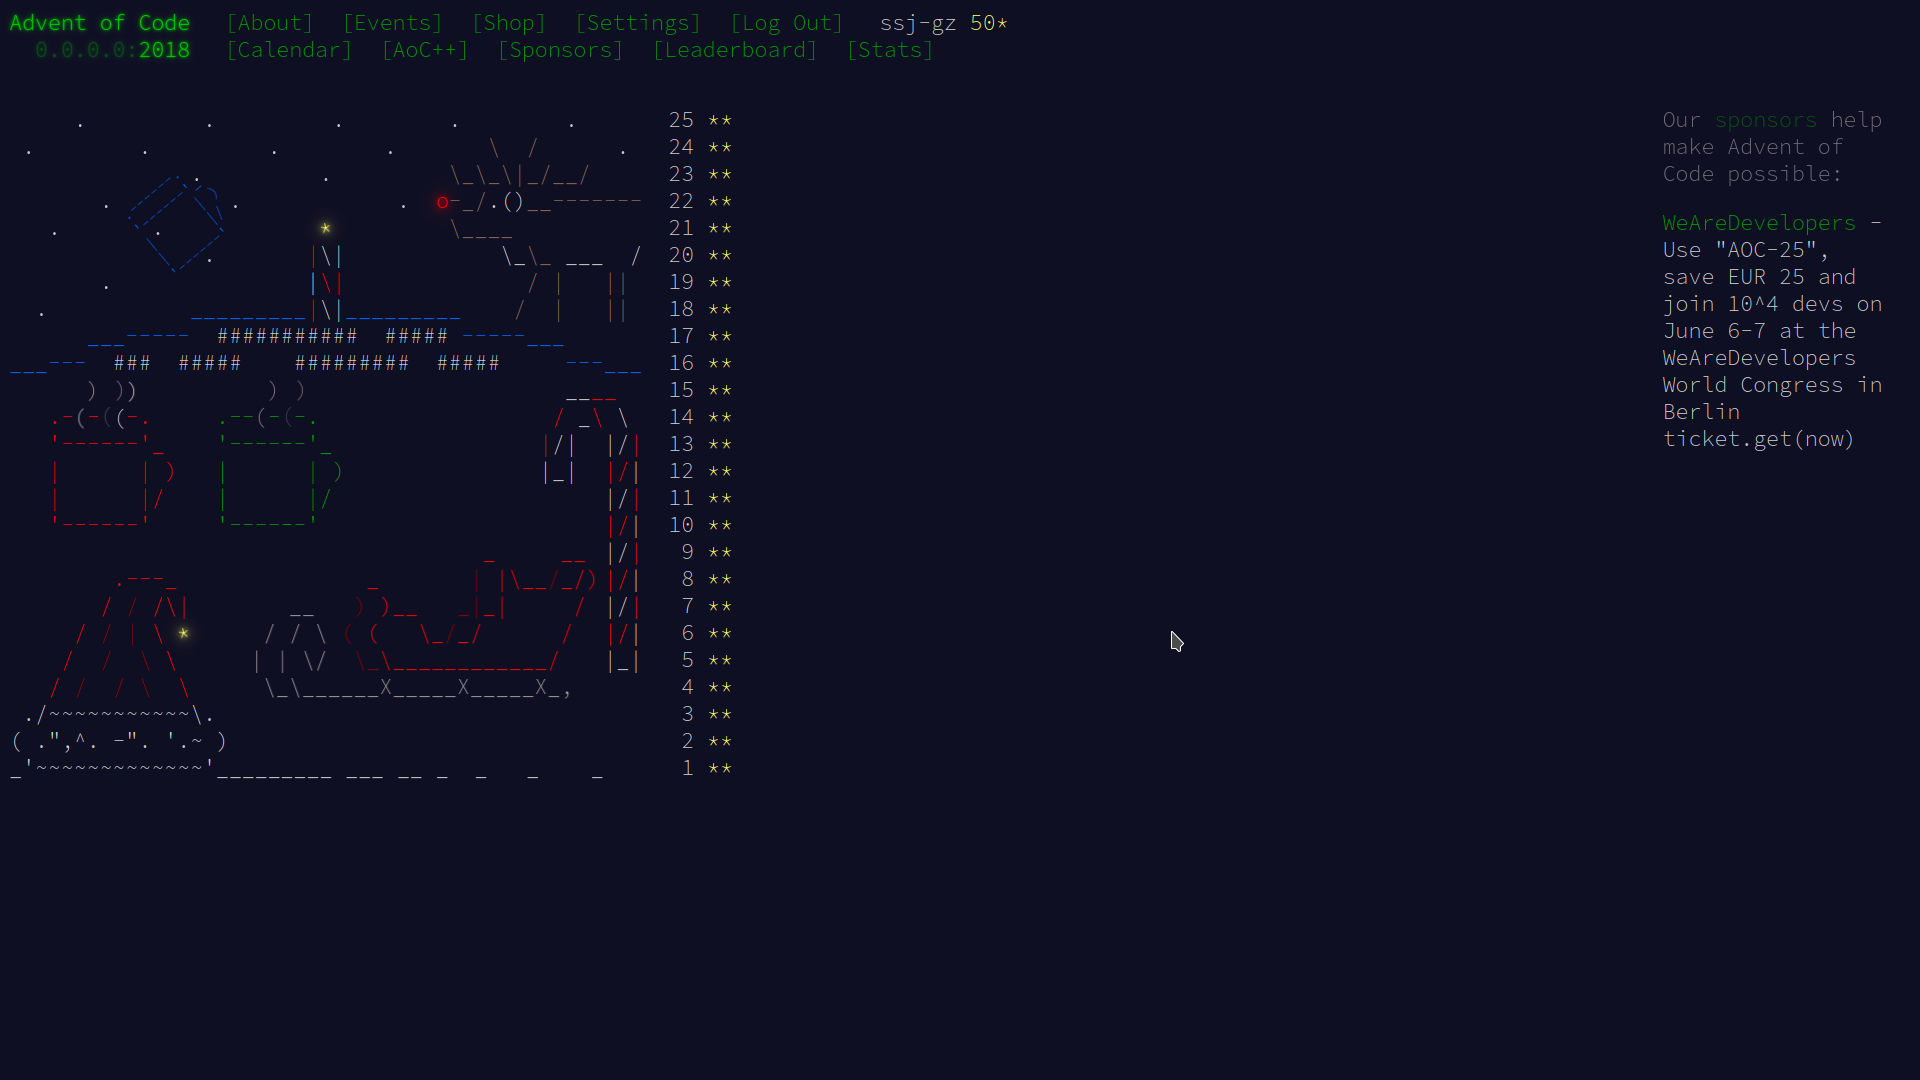 Advent of Code [About] [Events] [Shop] [Settings] [Log Out] ssj-gz 50*
0.0.0.0:2018 [Calendar] [AoC++] [Sponsors] [Leaderboard] [Stats]
25 **
24 **
23 **
22 **
21 **
20 **
19 **
18 **
17 **
16 **
15 **
14 **
13 **
12 **
11 **
10 **
9 **
8 **
7 **
6 **
5 **
4 **
3 **
2 **
1 **
Our sponsors help
make Advent of
Code possible:
WeAreDevelopers -
Use "AOC-25",
save EUR 25 and
join 10^4 devs on
June 6-7 at the
WeAreDevelopers
World Congress in
Berlin
ticket.get(now)